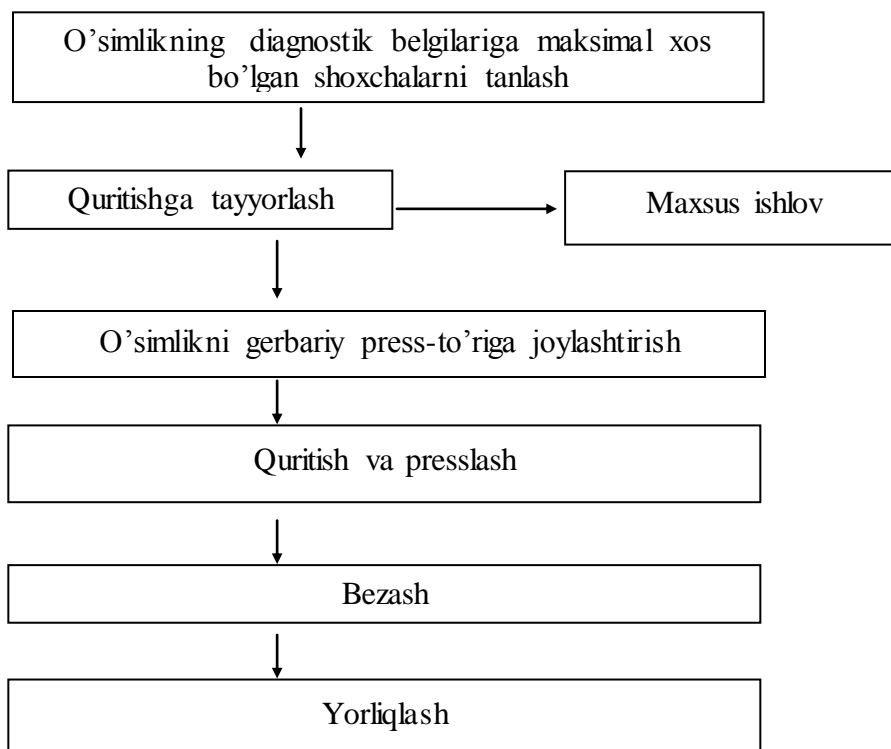 O’simlikning diagnostik belgilariga maksimal xos
bo’lgan shoxchalarni tanlash
Quritishga tayyorlash
Maxsus ishlov
O’simlikni gerbariy press-to’riga joylashtirish
Quritish va presslash
Bezash
Yorliqlash